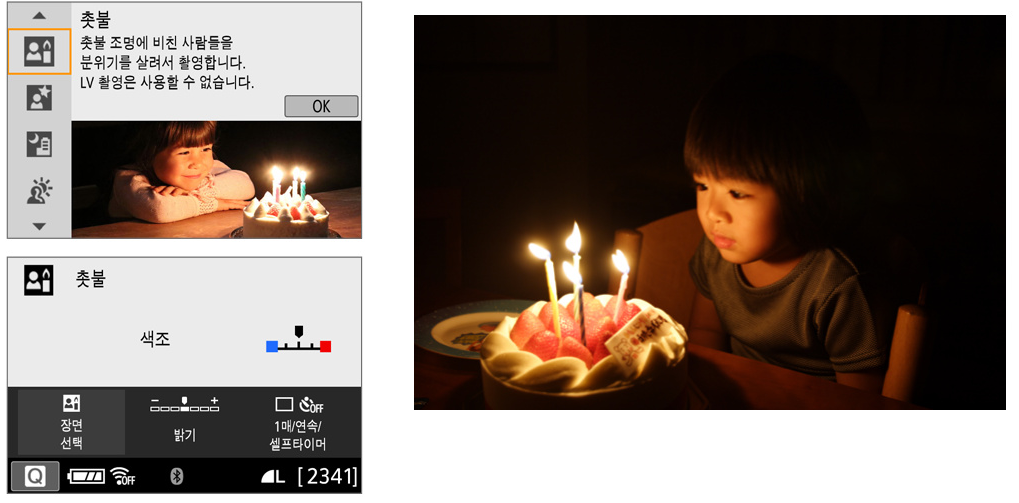 촛불
촛불 조명에 비친 사람들을
분위기를 살려서 촬영합니다.
LV 촬영은 사용할 수 없습니다.
OK
촛불
색조
− +
장면
선택
밝기
OFF
1매/연속/
셀프타이머
Q
OFF
L [2341]